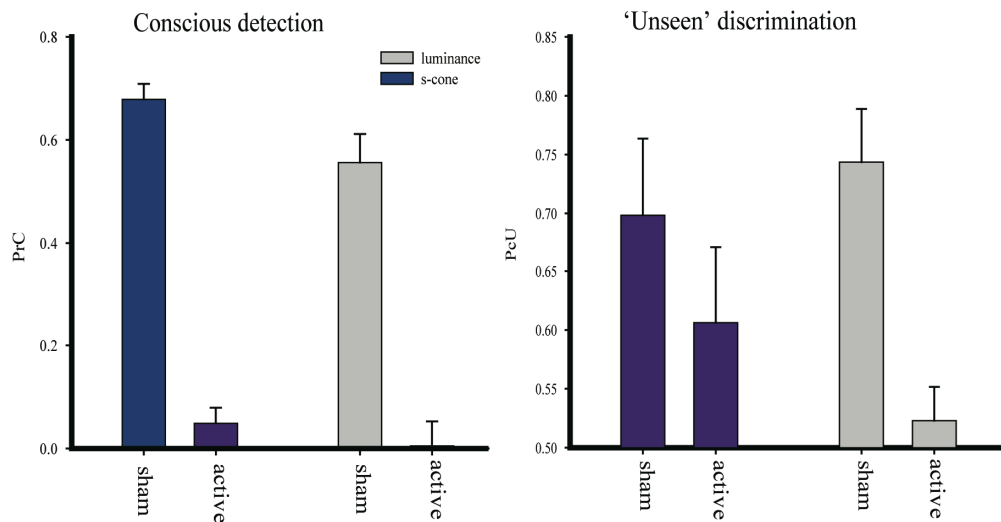 Conscious detection
0.8
0.6
0.4
0.2
0.0
PrC
luminance
s-cone
sham
active
sham
active
‘Unseen’ discrimination
0.85
0.80
0.75
0.70
0.65
0.60
0.55
0.50
PcU
sham
active
sham
active